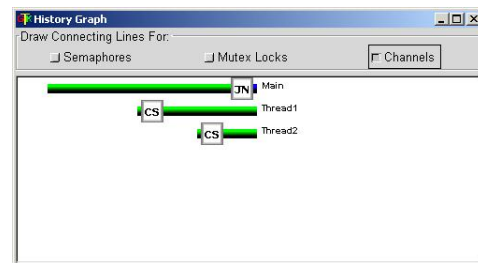 History Graph
Draw Connecting Lines For:
Semaphores Mutex Locks Channels
JN Main
CS Thread1
CS Thread2